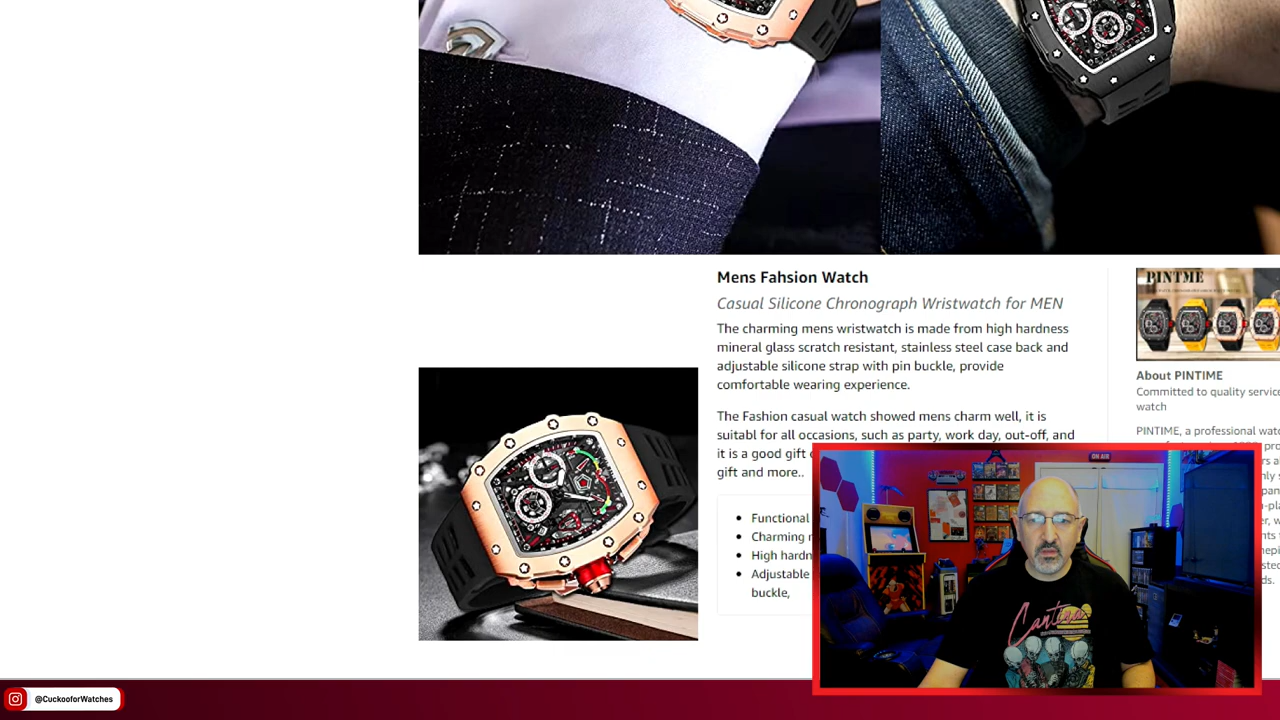 Mens Fahsion Watch
Casual Silicone Chronograph Wristwatch for MEN
The charming mens wristwatch is made from high hardness
mineral glass scratch resistant, stainless steel case back and
adjustable silicone strap with pin buckle, provide
comfortable wearing experience.
The Fashion casual watch showed mens charm well, it is
suitabl for all occasions, such as party, work day, out-off, and
it is a good gift
gift and more..
Functional
Charming
High
Adjustable
buckle,
PINTIME
About PINTIME
Committed to quality service
watch
PINTIME, a professional
ON AIR
Cantina
@CuckooforWatches